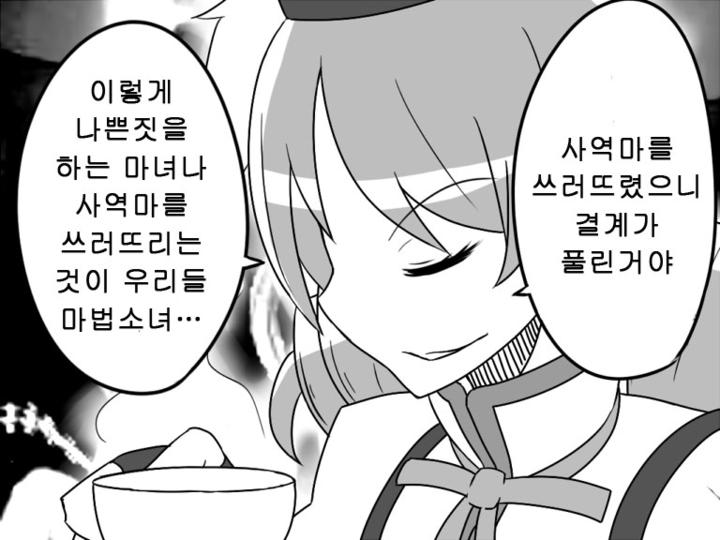 사역마를
쓰러뜨렸으니
결계가
풀린거야
이렇게
나쁜짓을
하는 마녀나
사역마를
쓰러뜨리는
것이 우리들
마법소녀…